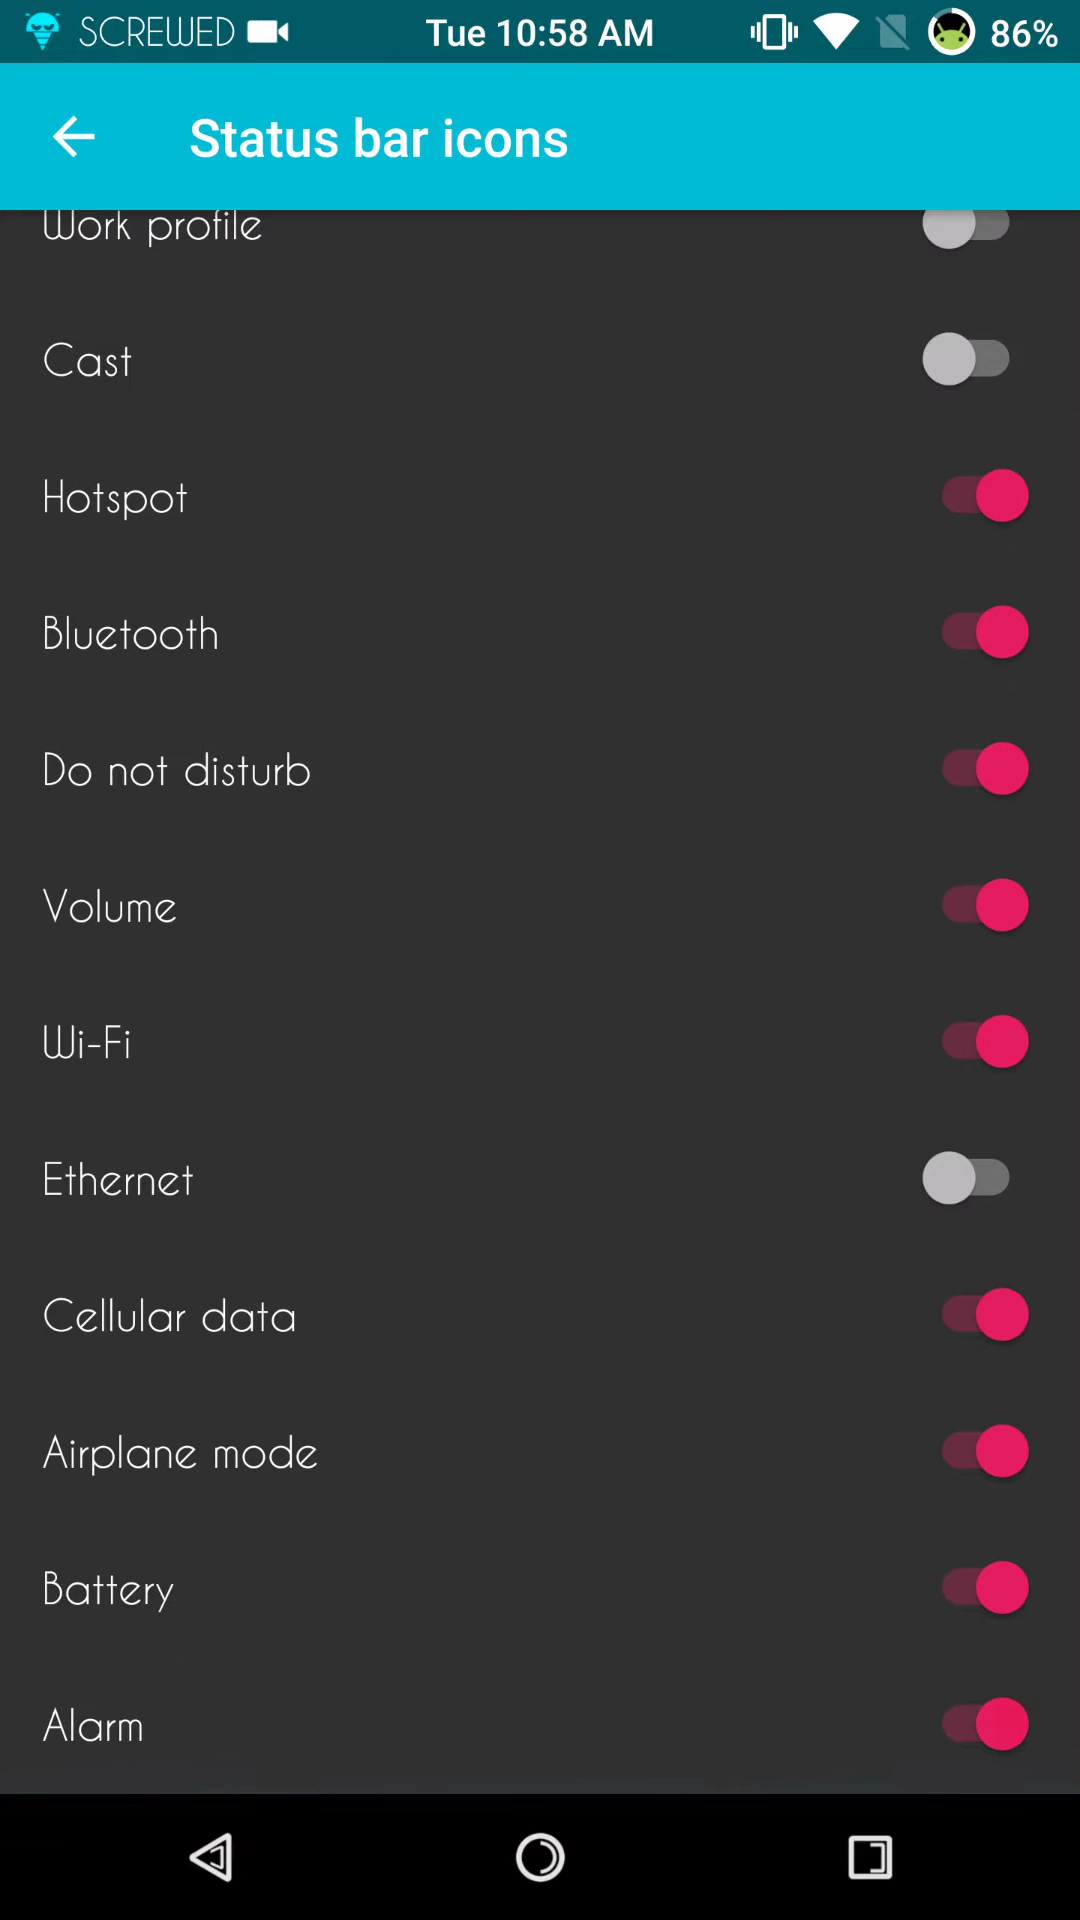 SCREWED Tue 10:58 AM 86%
Status bar icons
Work profile
Cast
Hotspot
Bluetooth
Do not disturb
Volume
Wi-Fi
Ethernet
Cellular data
Airplane mode
Battery
Alarm